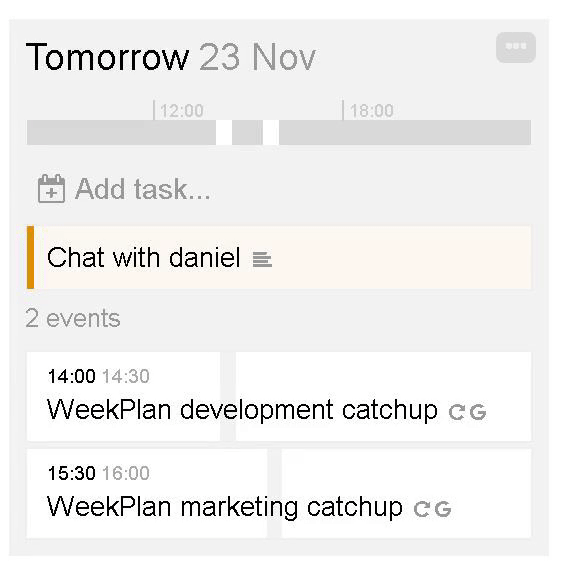 Tomorrow 23 Nov
12:00 18:00
Add task...
Chat with daniel
2 events
14:00 14:30
WeekPlan development catchup
15:30 16:00
WeekPlan marketing catchup